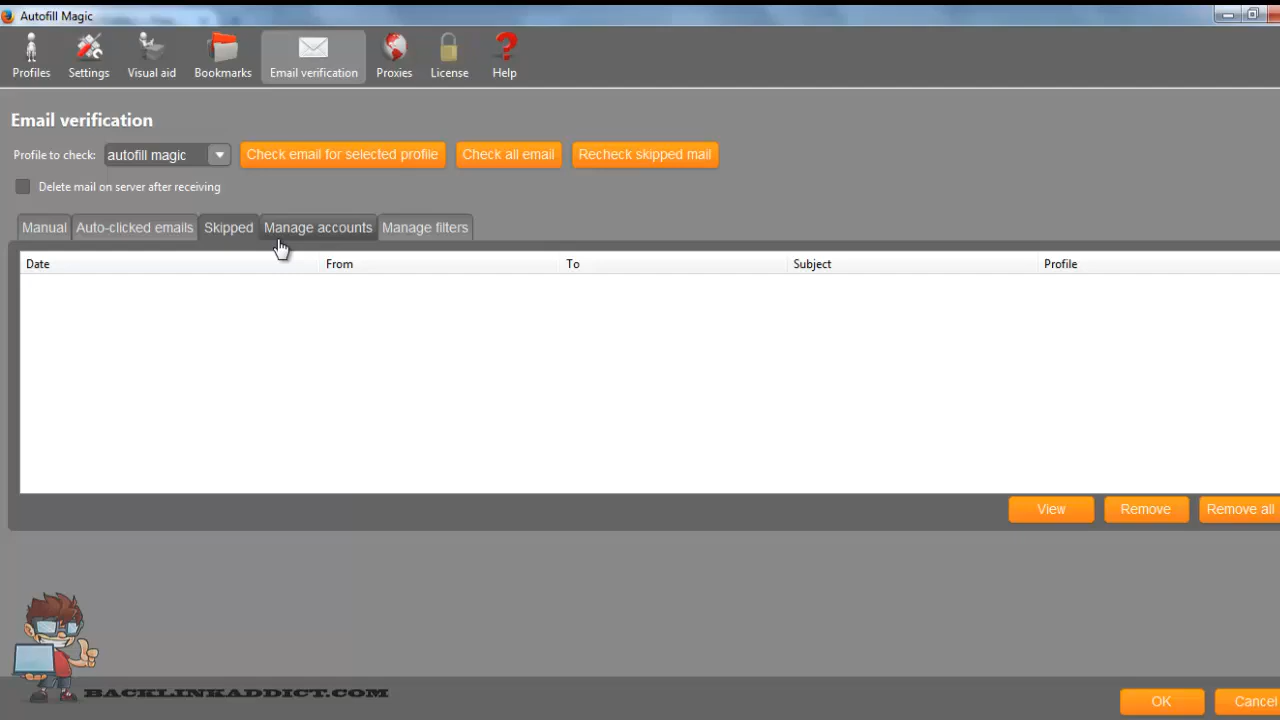 Autofill Magic
Profiles Settings Visual aid Bookmarks Email verification Proxies License Help
Email verification
Profile to check: autofill magic Check email for selected profile Check all email Recheck skipped mail
Delete mail on server after receiving
Manual Auto-clicked emails Skipped Manage accounts Manage filters
Date From To Subject Profile
View Remove Remove all
BACKLINKADDICT.COM
OK Cancel